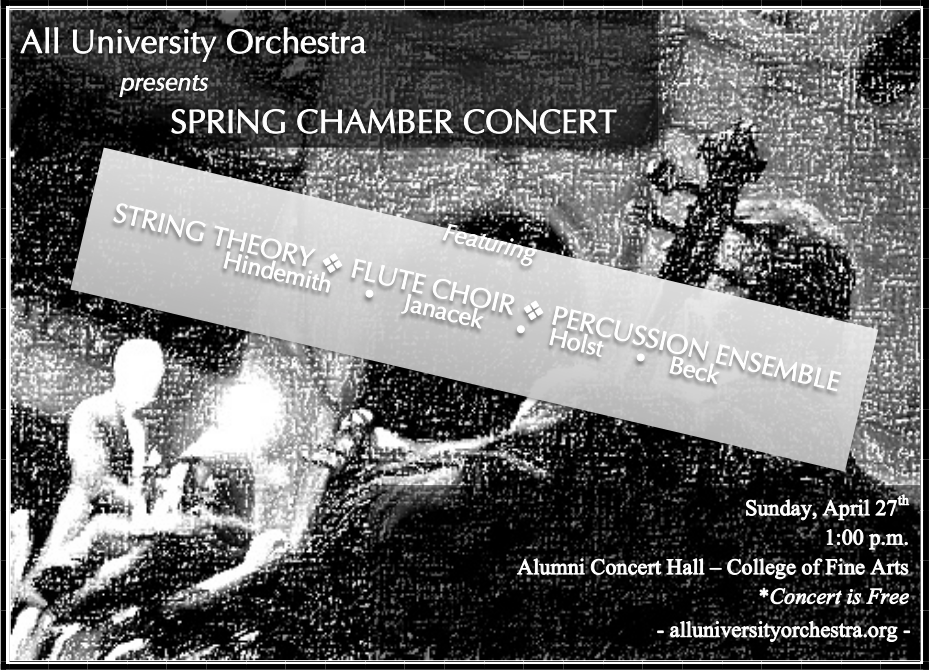 All University Orchestra
presents
SPRING CHAMBER CONCERT
Featuring
STRING THEORY ❖ FLUTE CHOIR ❖ PERCUSSION ENSEMBLE
Hindemith • Janacek • Holst • Beck
Sunday, April 27th
1:00 p.m.
Alumni Concert Hall – College of Fine Arts
*Concert is Free
- alluniversityorchestra.org -